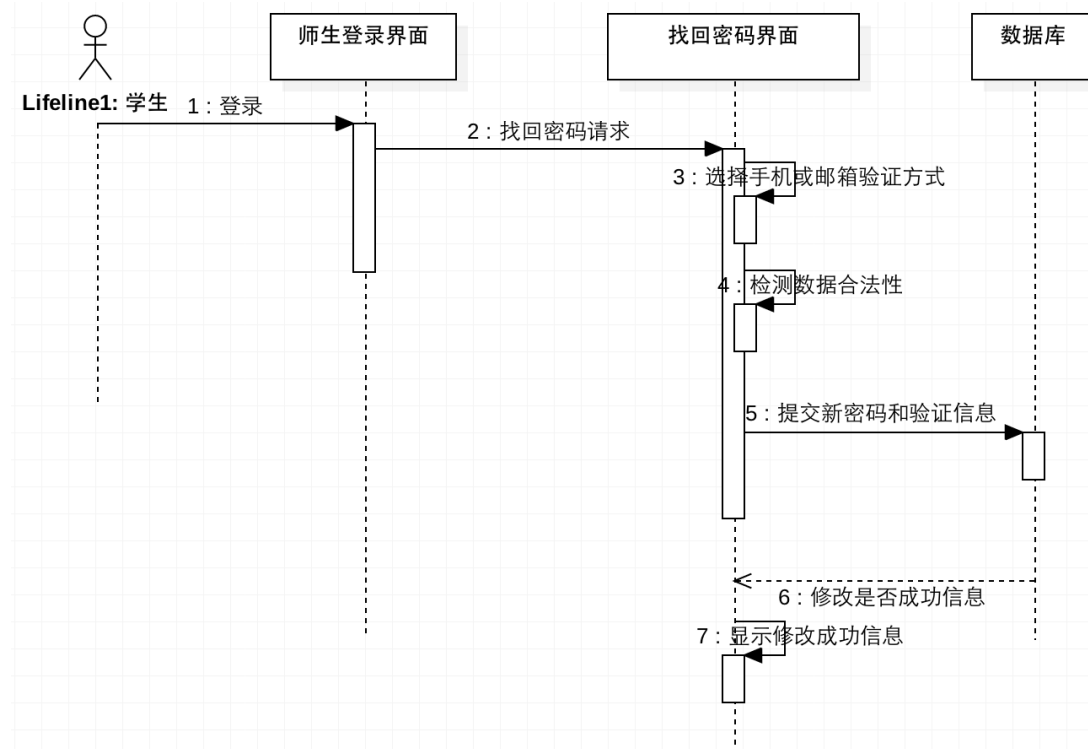 师生登录界面
找回密码界面
数据库
Lifeline1: 学生
1 : 登录
2 : 找回密码请求
3 : 选择手机或邮箱验证方式
4 : 检测数据合法性
5 : 提交新密码和验证信息
6 : 修改是否成功信息
7 : 显示修改成功信息